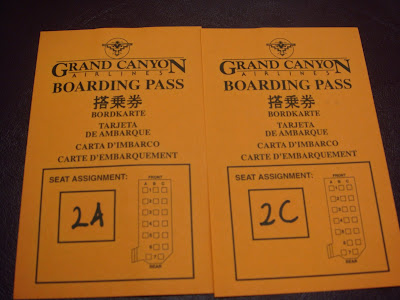 GRAND CANYON
AIRLINES
BOARDING PASS
搭乗券
BORDKARTE
TARJETA
DE AMBARQUE
CARTA D'IMBARCO
CARTE D'EMBARQUEMENT
SEAT ASSIGNMENT:
2A
FRONT
A B C
REAR
GRAND CANYON
AIRLINES
BOARDING PASS
搭乗券
BORDKARTE
TARJETA
DE AMBARQUE
CARTA D'IMBARCO
CARTE D'EMBARQUEMENT
SEAT ASSIGNMENT:
2C
FRONT
A B C
REAR